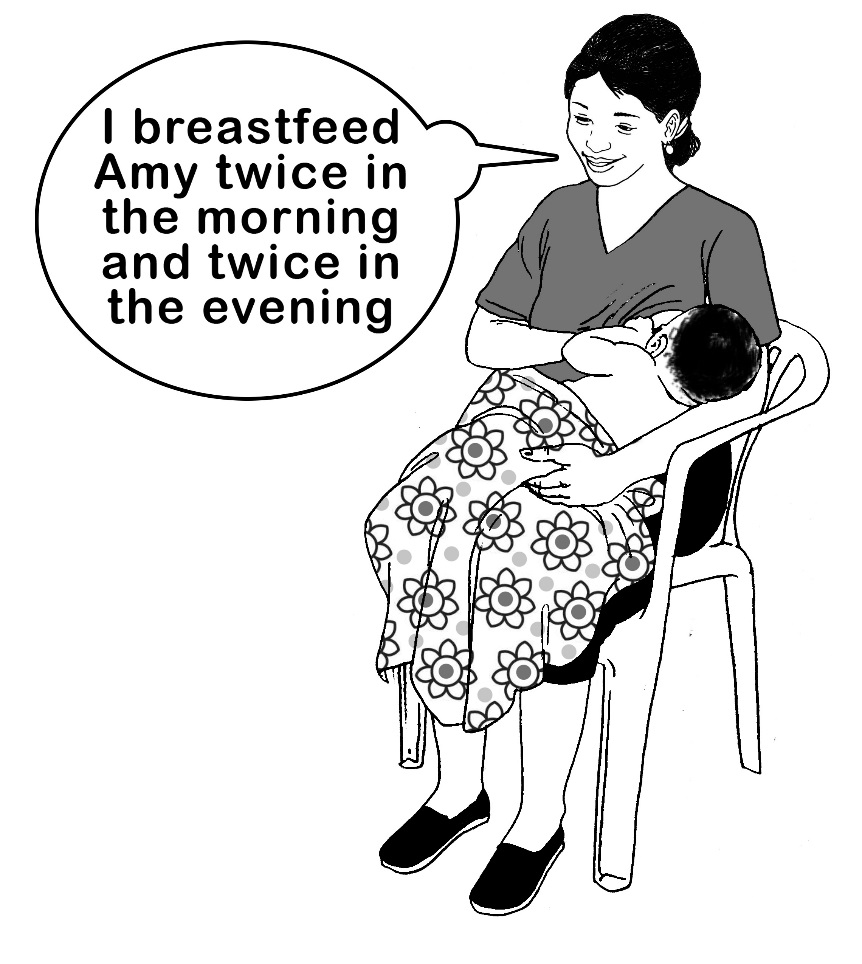 I breastfeed
Amy twice in
the morning
and twice in
the evening